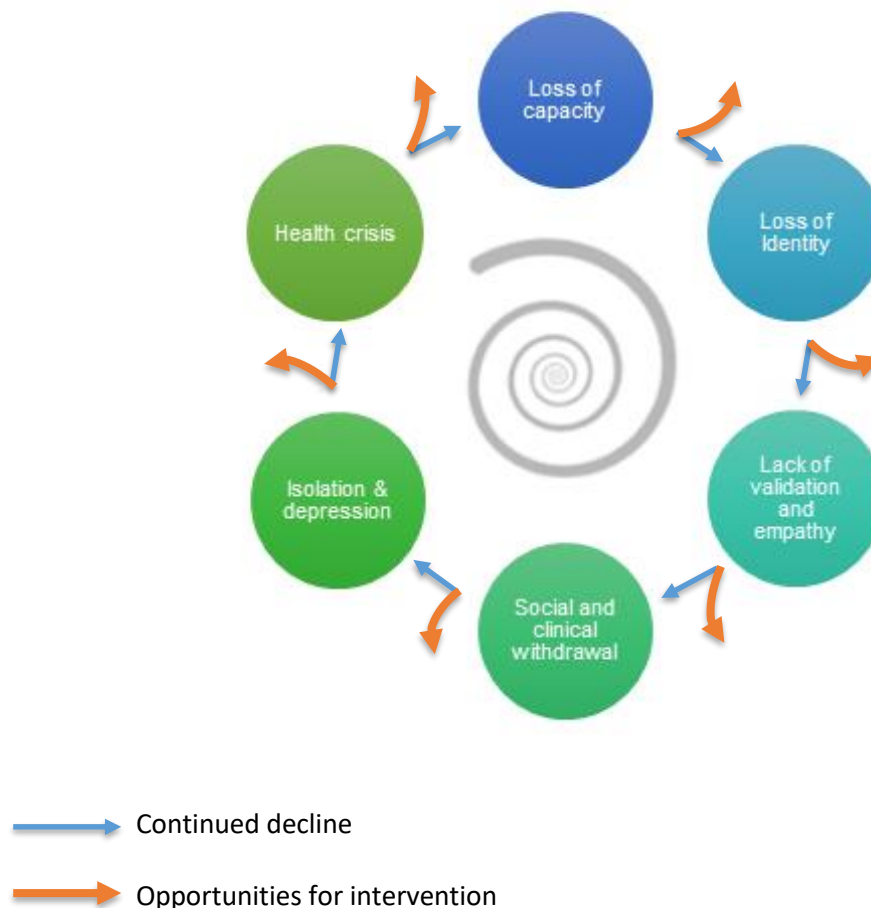 Loss of
capacity
Loss of
Identity
Lack of
validation
and
empathy
Social and
clinical
withdrawal
Isolation &
depression
Health crisis
Continued decline
Opportunities for intervention